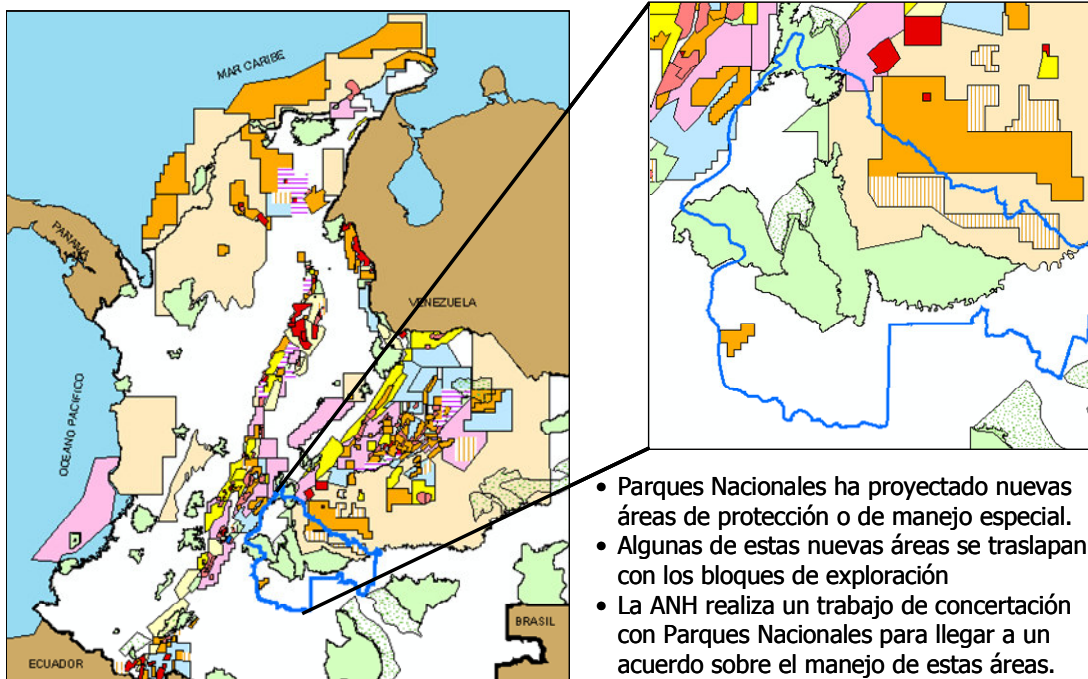 MAR CARIBE
PANAMÁ
VENEZUELA
OCEANO PACÍFICO
BRASIL
ECUADOR
• Parques Nacionales ha proyectado nuevas
áreas de protección o de manejo especial.
• Algunas de estas nuevas áreas se traslapan
con los bloques de exploración
• La ANH realiza un trabajo de concertación
con Parques Nacionales para llegar a un
acuerdo sobre el manejo de estas áreas.